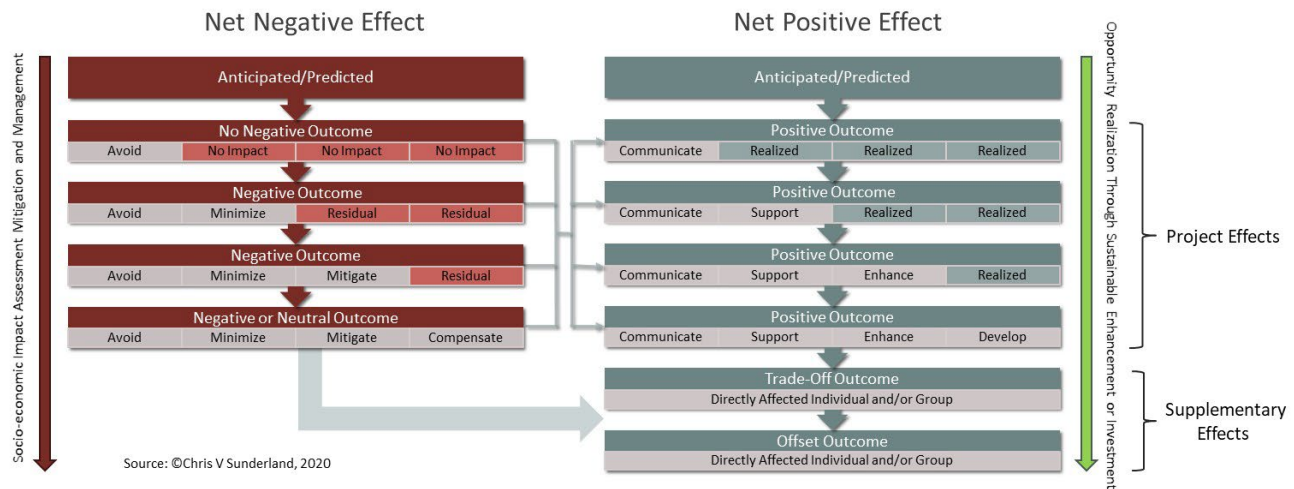 Net Negative Effect
Net Positive Effect
Socio-economic Impact Assessment Mitigation and Management
Anticipated/Predicted
No Negative Outcome
Avoid No Impact No Impact No Impact
Negative Outcome
Avoid Minimize Residual Residual
Negative Outcome
Avoid Minimize Mitigate Residual
Negative or Neutral Outcome
Avoid Minimize Mitigate Compensate
Source: ©Chris V Sunderland, 2020
Anticipated/Predicted
Positive Outcome
Communicate Realized Realized Realized
Positive Outcome
Communicate Support Realized Realized
Positive Outcome
Communicate Support Enhance Realized
Positive Outcome
Communicate Support Enhance Develop
Trade-Off Outcome
Directly Affected Individual and/or Group
Offset Outcome
Directly Affected Individual and/or Group
Opportunity Realization Through Sustainable Enhancement or Investment
Project Effects
Supplementary
Effects